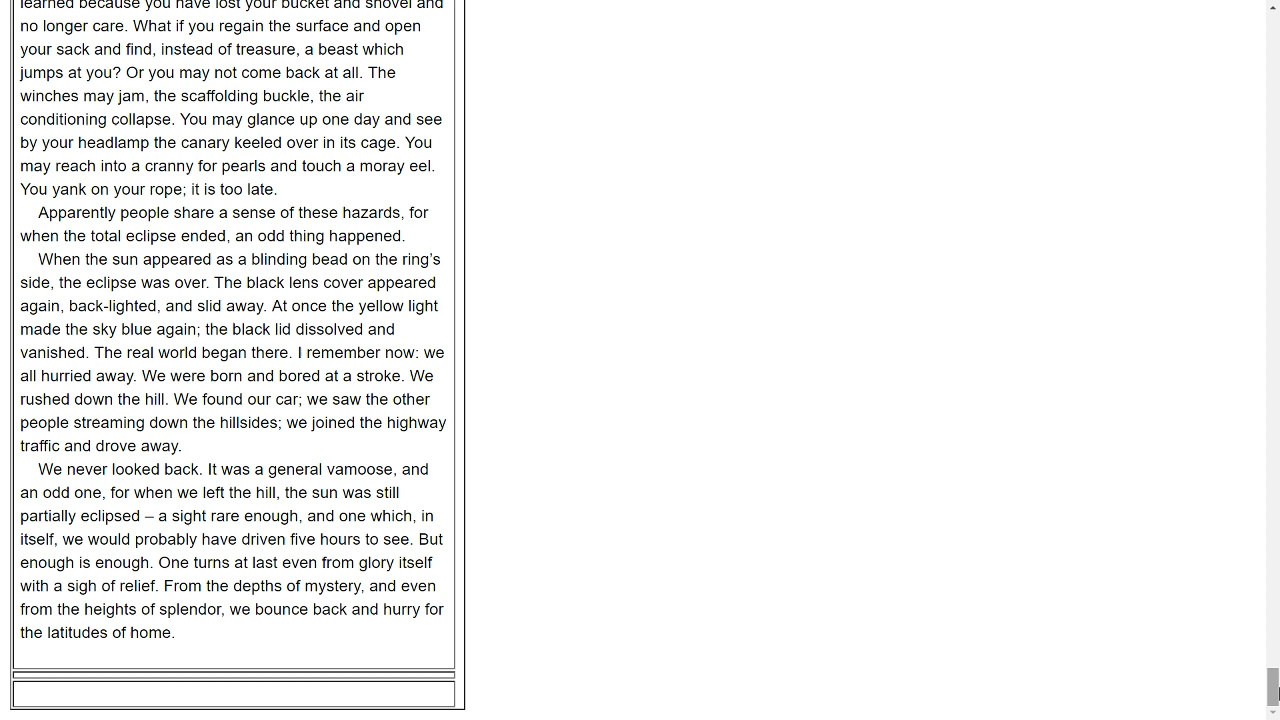 learned because you have lost your bucket and shovel and
no longer care. What if you regain the surface and open
your sack and find, instead of treasure, a beast which
jumps at you? Or you may not come back at all. The
winches may jam, the scaffolding buckle, the air
conditioning collapse. You may glance up one day and see
by your headlamp the canary keeled over in its cage. You
may reach into a cranny for pearls and touch a moray eel.
You yank on your rope; it is too late.
Apparently people share a sense of these hazards, for
when the total eclipse ended, an odd thing happened.
When the sun appeared as a blinding bead on the ring’s
side, the eclipse was over. The black lens cover appeared
again, back-lighted, and slid away. At once the yellow light
made the sky blue again; the black lid dissolved and
vanished. The real world began there. I remember now: we
all hurried away. We were born and bored at a stroke. We
rushed down the hill. We found our car; we saw the other
people streaming down the hillsides; we joined the highway
traffic and drove away.
We never looked back. It was a general vamoose, and
an odd one, for when we left the hill, the sun was still
partially eclipsed – a sight rare enough, and one which, in
itself, we would probably have driven five hours to see. But
enough is enough. One turns at last even from glory itself
with a sigh of relief. From the depths of mystery, and even
from the heights of splendor, we bounce back and hurry for
the latitudes of home.